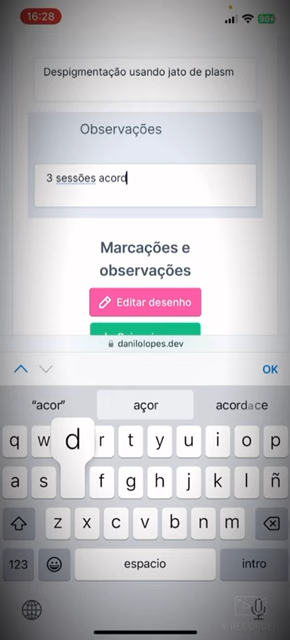 16:28
90
Despigmentação usando jato de plasm
Observações
3 sessões acord
Marcações e
observações
Editar desenho
danilolopes.dev
OK
"acor" açor acordace
q w d r t y u i o p
a s f g h j k l ñ
z x c v b n m
123 espacio intro